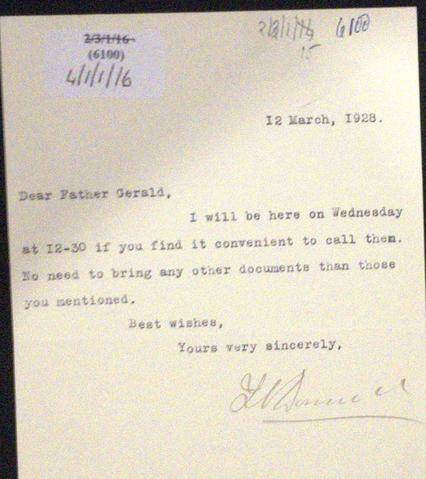 2/3/1/16
(6100)
4/1/1/16
6100
15
12 March, 1928.
Dear Father Gerald,
I will be here on Wednesday
at 12-30 if you find it convenient to call then.
No need to bring any other documents than those
you mentioned.
Best wishes,
Yours very sincerely,